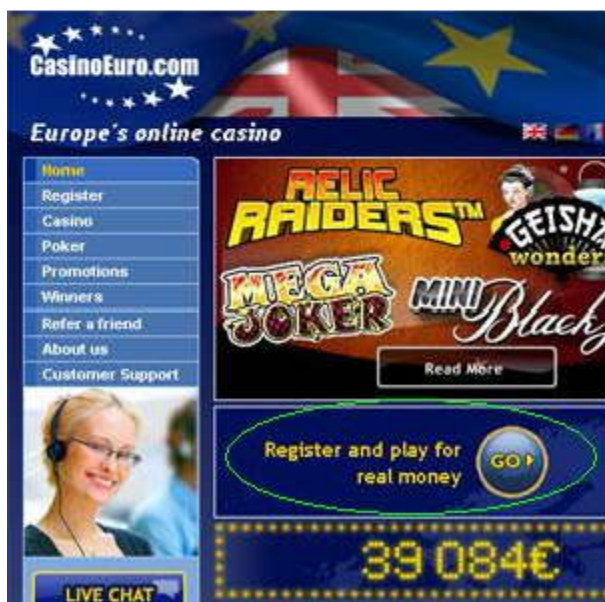 CasinoEuro.com
Europe's online casino
Home
Register
Casino
Poker
Promotions
Winners
Refer a friend
About us
Customer Support
RELIC
RAIDERS™
GEISHA
wonder
MEGA
JOKER
MINI
Black
Read More
Register and play for
real money
GO
39 084€
LIVE CHAT